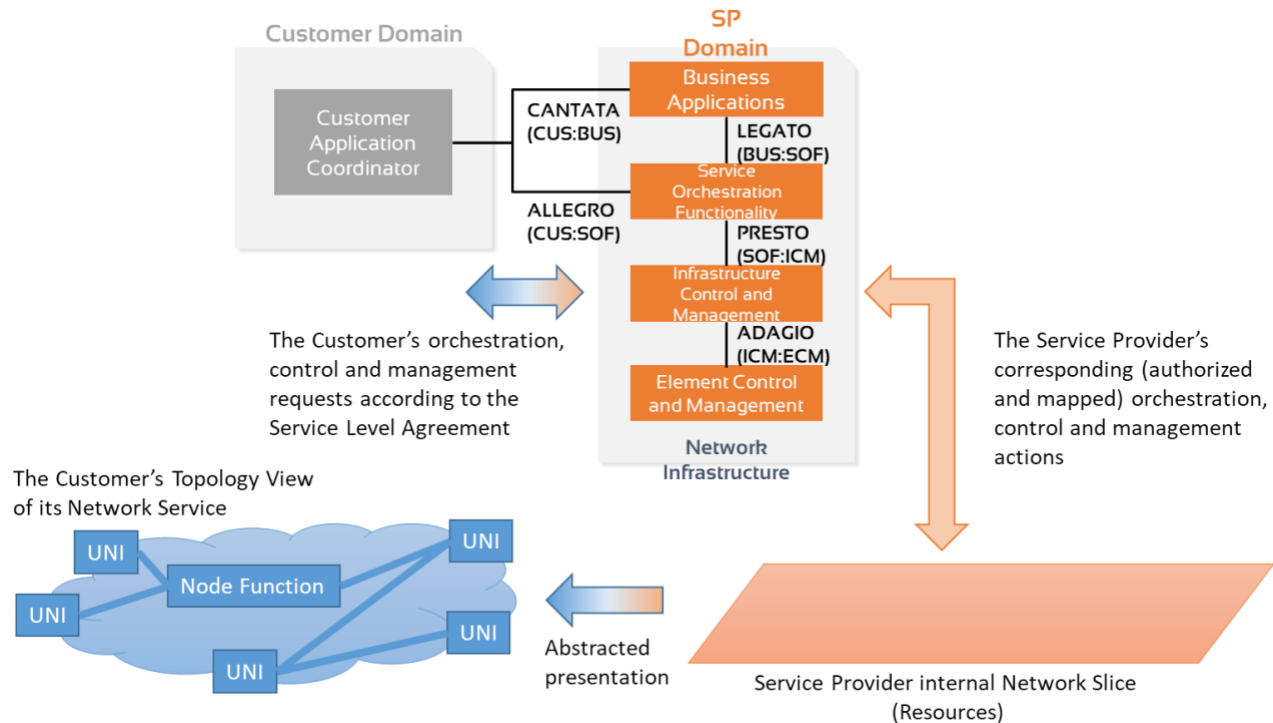 Customer Domain
SP
Domain
Customer
Application
Coordinator
CANTATA
(CUS:BUS)
ALLEGRO
(CUS:SOF)
Business
Applications
LEGATO
(BUS:SOF)
Service
Orchestration
Functionality
PRESTO
(SOF:ICM)
Infrastructure
Control and
Management
ADAGIO
(ICM:ECM)
Element Control
and Management
Network
Infrastructure
The Customer’s orchestration,
control and management
requests according to the
Service Level Agreement
The Service Provider’s
corresponding (authorized
and mapped) orchestration,
control and management
actions
The Customer’s Topology View
of its Network Service
UNI
UNI
Node Function
UNI
UNI
UNI
Abstracted
presentation
Service Provider internal Network Slice
(Resources)